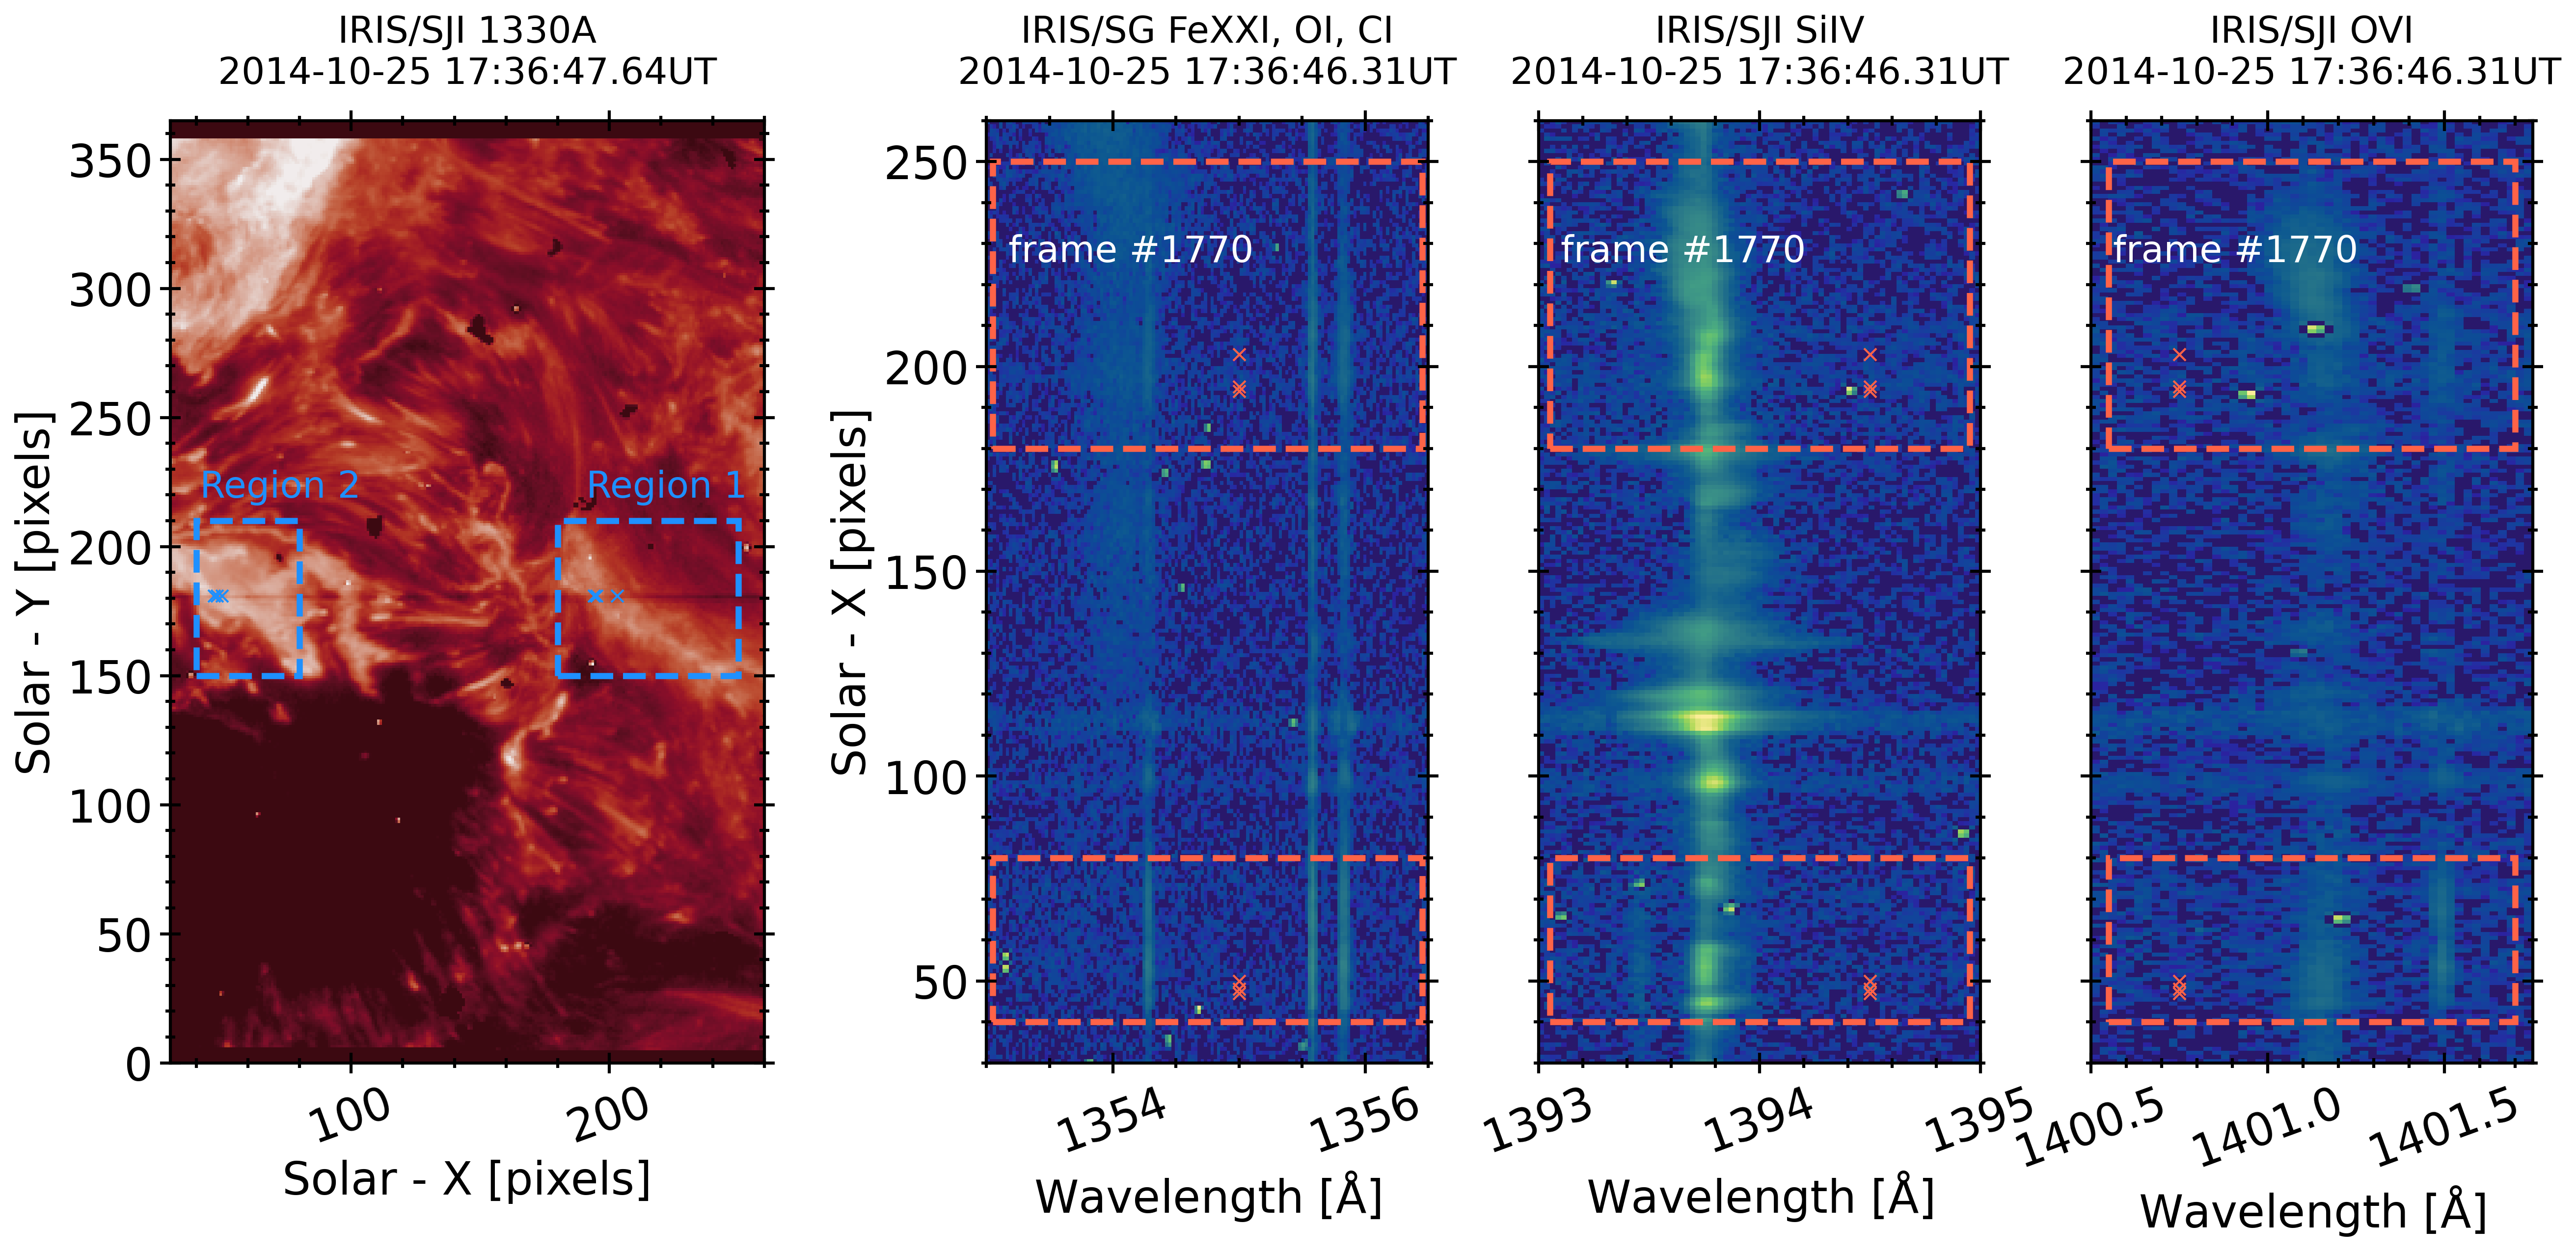 IRIS/SJI 1330A
2014-10-25 17:36:47.64UT
IRIS/SG FeXXI, OI, CI
2014-10-25 17:36:46.31UT
IRIS/SJI SiIV
2014-10-25 17:36:46.31UT
IRIS/SJI OVI
2014-10-25 17:36:46.31UT
Solar - Y [pixels]
350
300
250
200
150
100
50
0
Region 2
Region 1
100
200
Solar - X [pixels]
Solar - X [pixels]
250
200
150
100
50
frame #1770
1354
1356
Wavelength [Å]
frame #1770
1393
1394
1395
Wavelength [Å]
frame #1770
1400.5
1401.0
1401.5
Wavelength [Å]